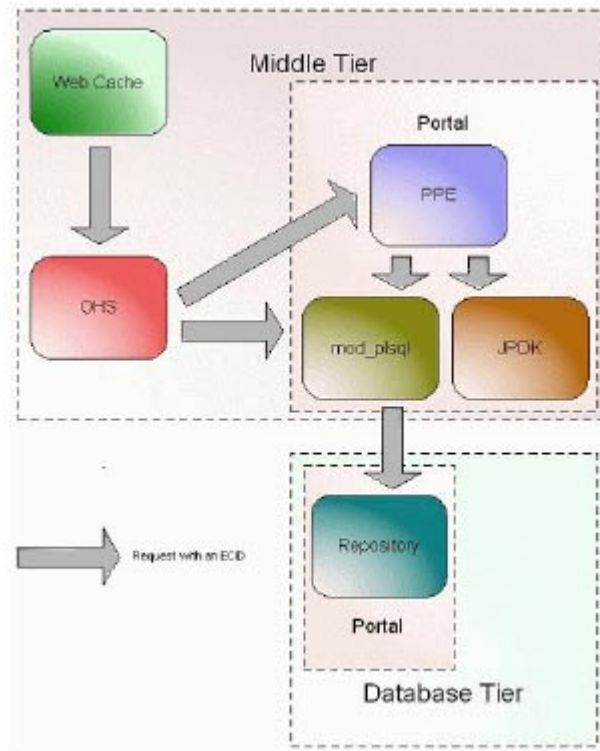 Middle Tier
Web Cache
Portal
PPE
OHS
mod_plsql
JPDK
Request with an ECID
Repository
Portal
Database Tier